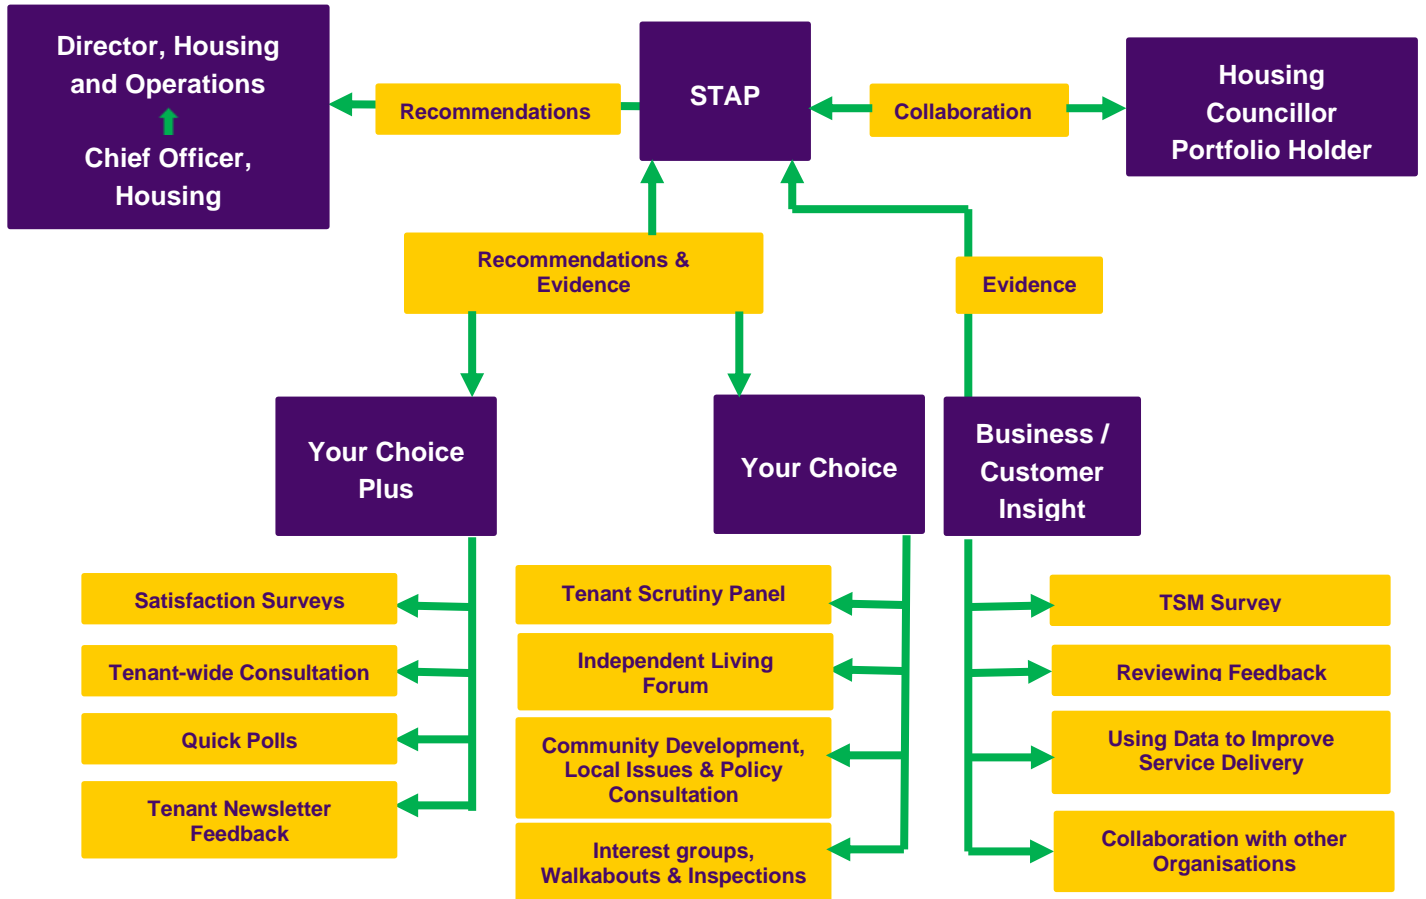 Director, Housing
and Operations
Chief Officer,
Housing
Recommendations
STAP
Collaboration
Housing
Councillor
Portfolio Holder
Recommendations &
Evidence
Evidence
Your Choice
Plus
Your Choice
Business /
Customer
Insight
Satisfaction Surveys
Tenant-wide Consultation
Quick Polls
Tenant Newsletter
Feedback
Tenant Scrutiny Panel
Independent Living
Forum
Community Development,
Local Issues & Policy
Consultation
Interest groups,
Walkabouts & Inspections
TSM Survey
Reviewing Feedback
Using Data to Improve
Service Delivery
Collaboration with other
Organisations